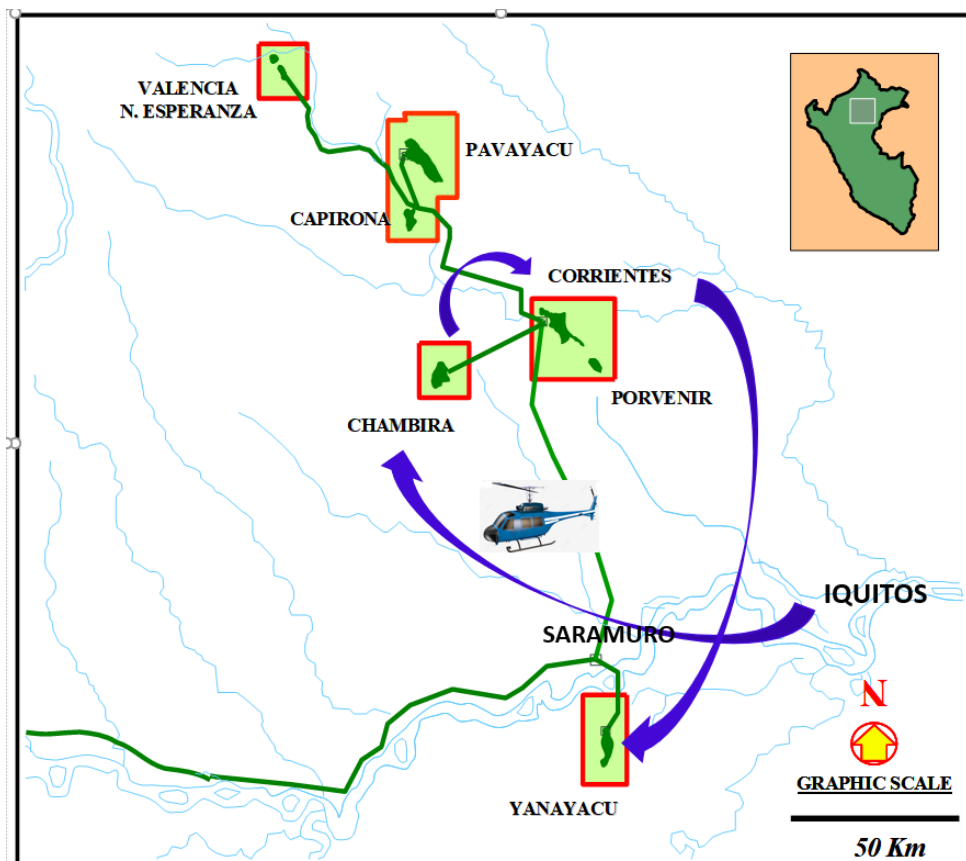 VALENCIA
N. ESPERANZA
PAVAYACU
CAPIRONA
CORRIENTES
PORVENIR
CHAMBIRA
IQUITOS
SARAMURO
YANAYACU
N
GRAPHIC SCALE
50 Km